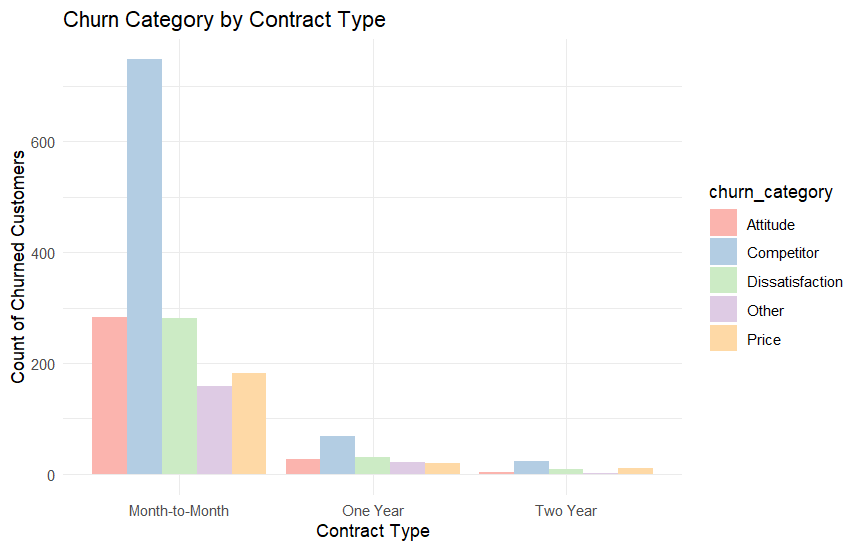 Churn Category by Contract Type
Count of Churned Customers
600
400
200
0
Month-to-Month
One Year
Two Year
Contract Type
churn_category
Attitude
Competitor
Dissatisfaction
Other
Price